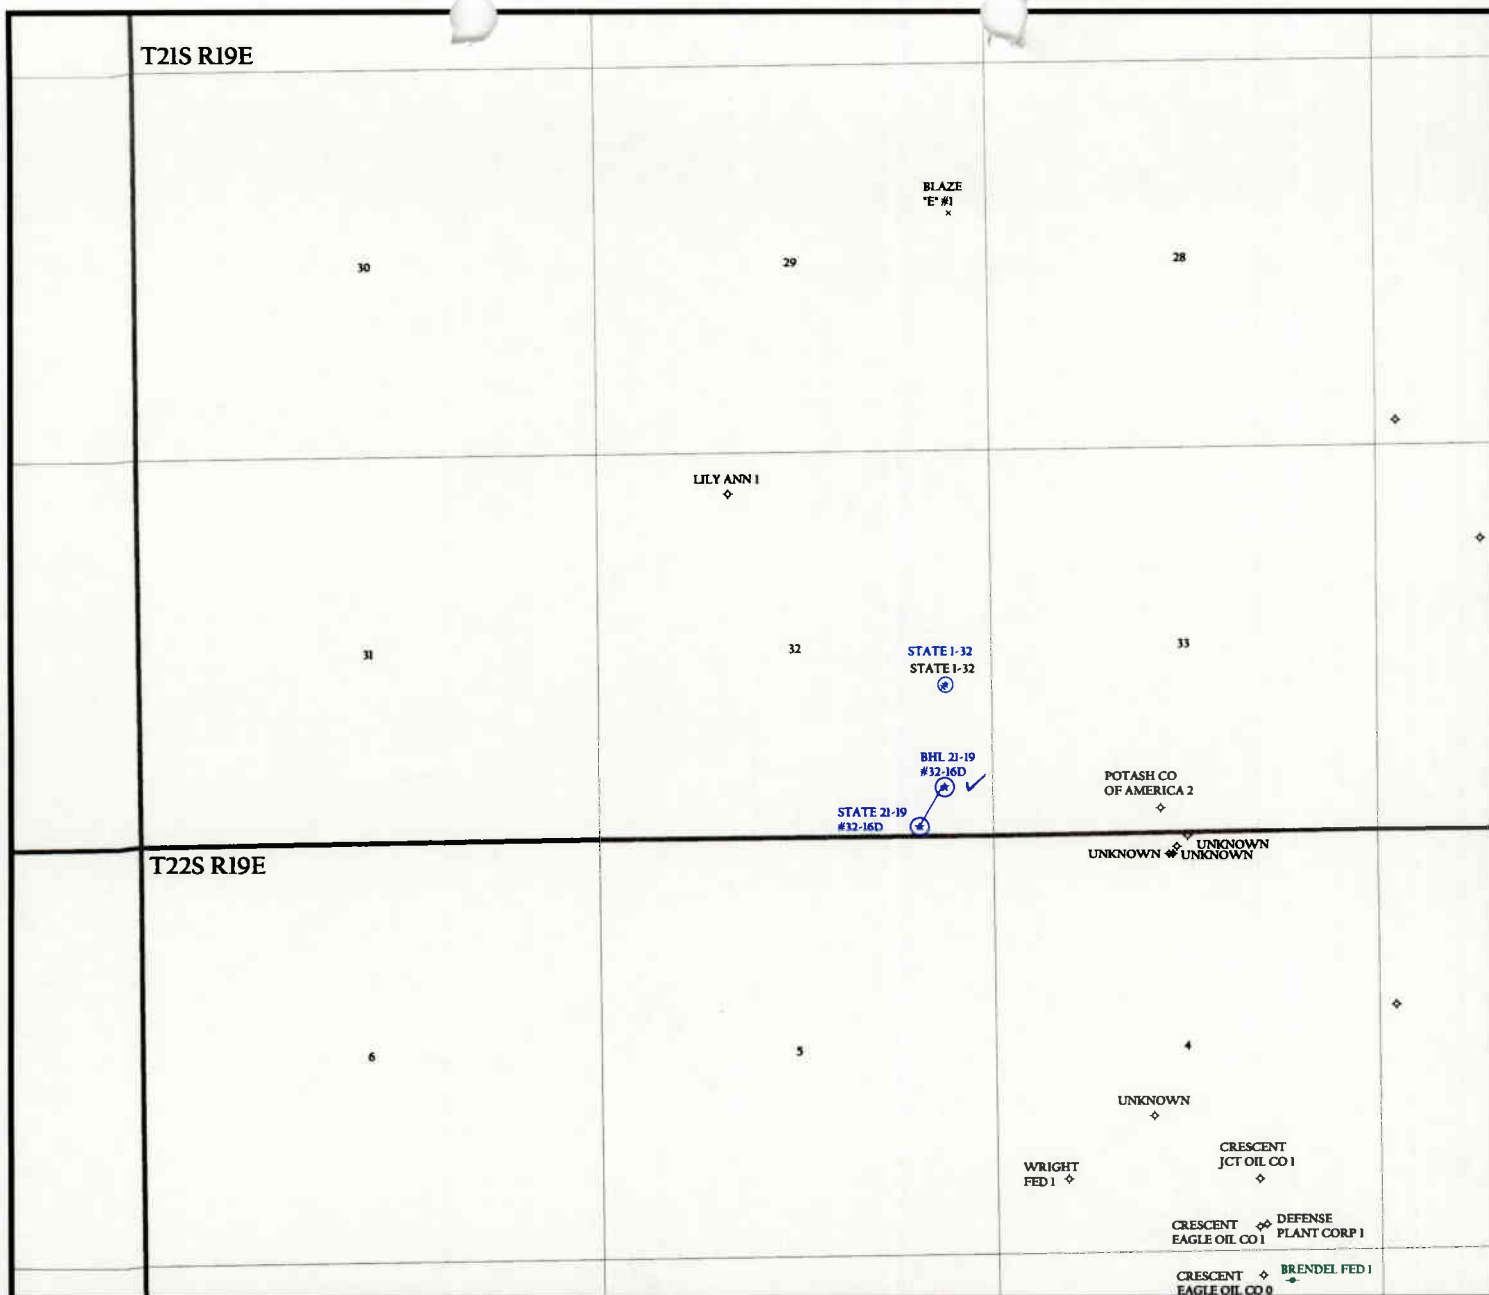 T21S R19E
BLAZE
"E" #1
30
29
28
LILY ANN 1
31
32
33
STATE 1-32
STATE 1-32
BHL 21-19
#32-16D
STATE 21-19
#32-16D
POTASH CO
OF AMERICA 2
UNKNOWN
UNKNOWN
UNKNOWN
T22S R19E
6
5
4
UNKNOWN
CRESCENT
JCT OIL CO 1
WRIGHT
FED 1
CRESCENT
EAGLE OIL CO 1
DEFENSE
PLANT CORP 1
CRESCENT
EAGLE OIL CO 0
BRENDEL FED 1